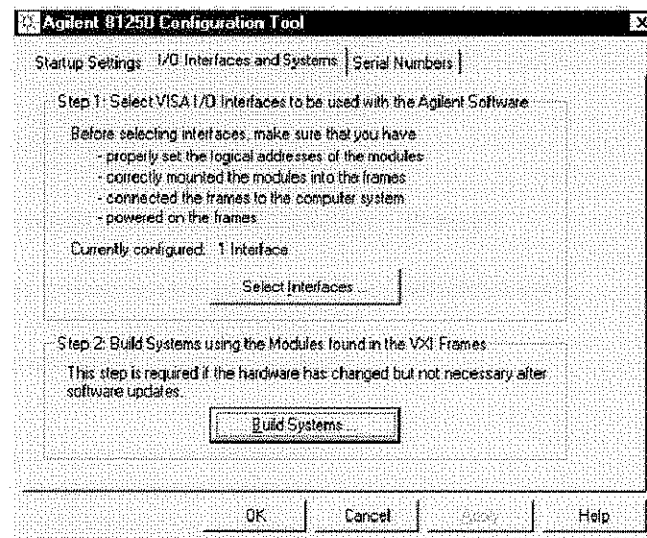 Agilent 81250 Configuration Tool
Startup Settings I/O Interfaces and Systems Serial Numbers
Step 1: Select VISA I/O Interfaces to be used with the Agilent Software
Before selecting interfaces, make sure that you have
- properly set the logical addresses of the modules
- correctly mounted the modules into the frames
- connected the frames to the computer system
- powered on the frames
Currently configured: 1 Interface
Select Interfaces ...
Step 2: Build Systems using the Modules found in the VXI Frames
This step is required if the hardware has changed but not necessary after
software updates.
Build Systems ...
OK Cancel Apply Help